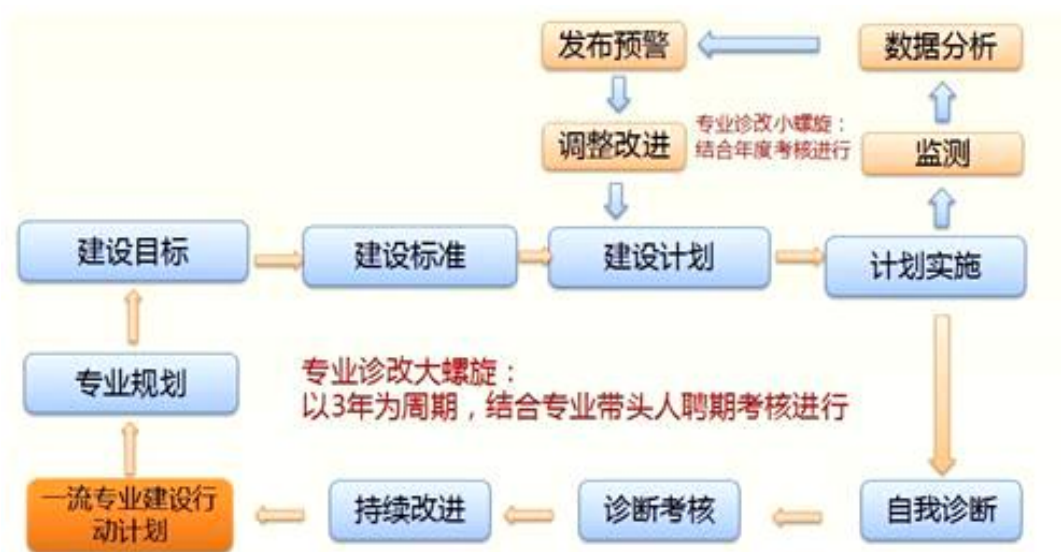 发布预警
数据分析
调整改进
专业诊改小螺旋：
结合年度考核进行
监测
建设目标
建设标准
建设计划
计划实施
专业规划
专业诊改大螺旋：
以3年为周期，结合专业带头人聘期考核进行
一流专业建设行
动计划
持续改进
诊断考核
自我诊断